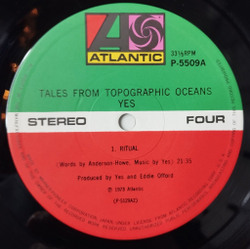 33⅓RPM
P-5509A
ATLANTIC
TALES FROM TOPOGRAPHIC OCEANS
YES
STEREO
FOUR
1. RITUAL
(Words by Anderson-Howe, Music by Yes) 21:35
Produced by Yes and Eddie Offord
Ⓟ 1973 Atlantic